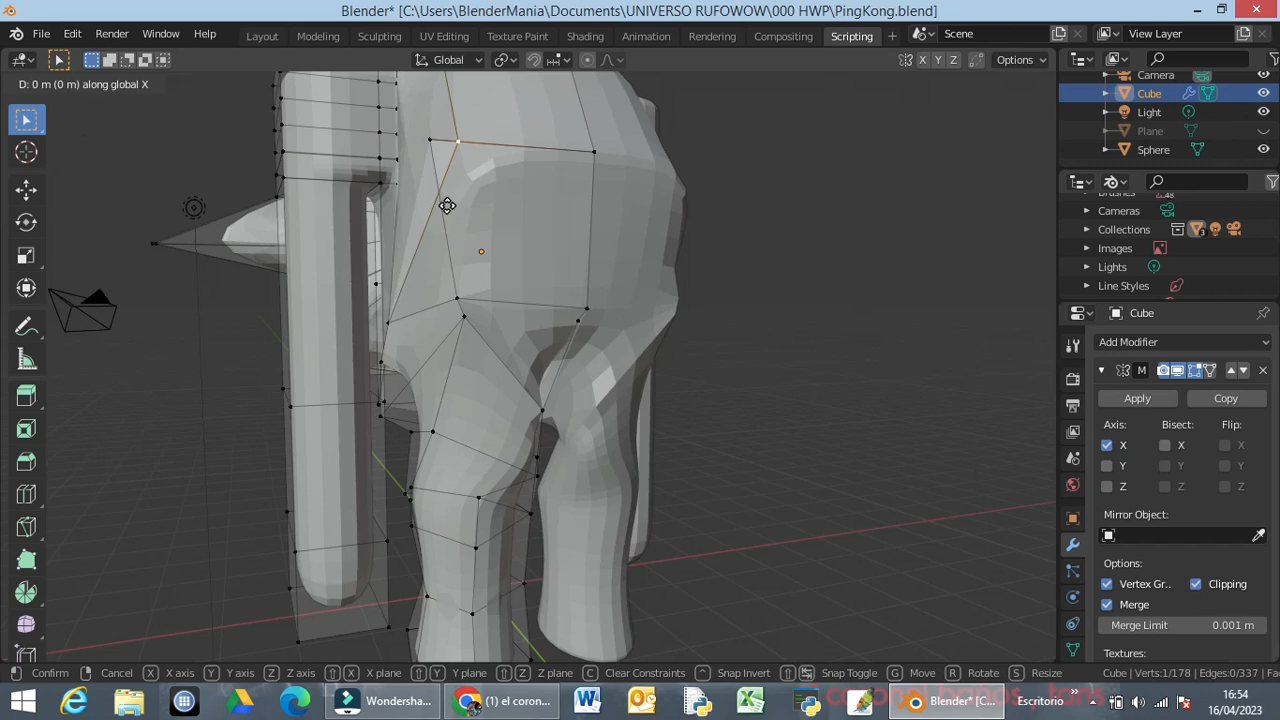 Blender* [C:\Users\BlenderMania\Documents\UNIVERSO RUFOWOW\000 HWP\PingKong.blend]
File Edit Render Window Help Layout Modeling Sculpting UV Editing Texture Paint Shading Animation Rendering Compositing Scripting + Scene View Layer
Global X Y Z Options
D: 0 m (0 m) along global X
Camera
Cube
Light
Plane
Sphere
Brushes
Cameras
Collections
Images
Lights
Line Styles
Cube
Add Modifier
M
Apply Copy
Axis: Bisect: Flip:
X X X
Y Y Y
Z Z Z
Mirror Object:
Options:
Vertex Gr.. Clipping
Merge
Merge Limit 0.001 m
Textures:
Confirm Cancel X X axis Y Y axis Z Z axis X X plane Y Y plane Z Z plane C Clear Constraints Snap Invert Snap Toggle G Move R Rotate S Resize Cube | Verts:1/178 | Edges:0/337 | Fa
Wondersha... (1) el coron... Blender* [C... Escritorio 16:54
16/04/2023